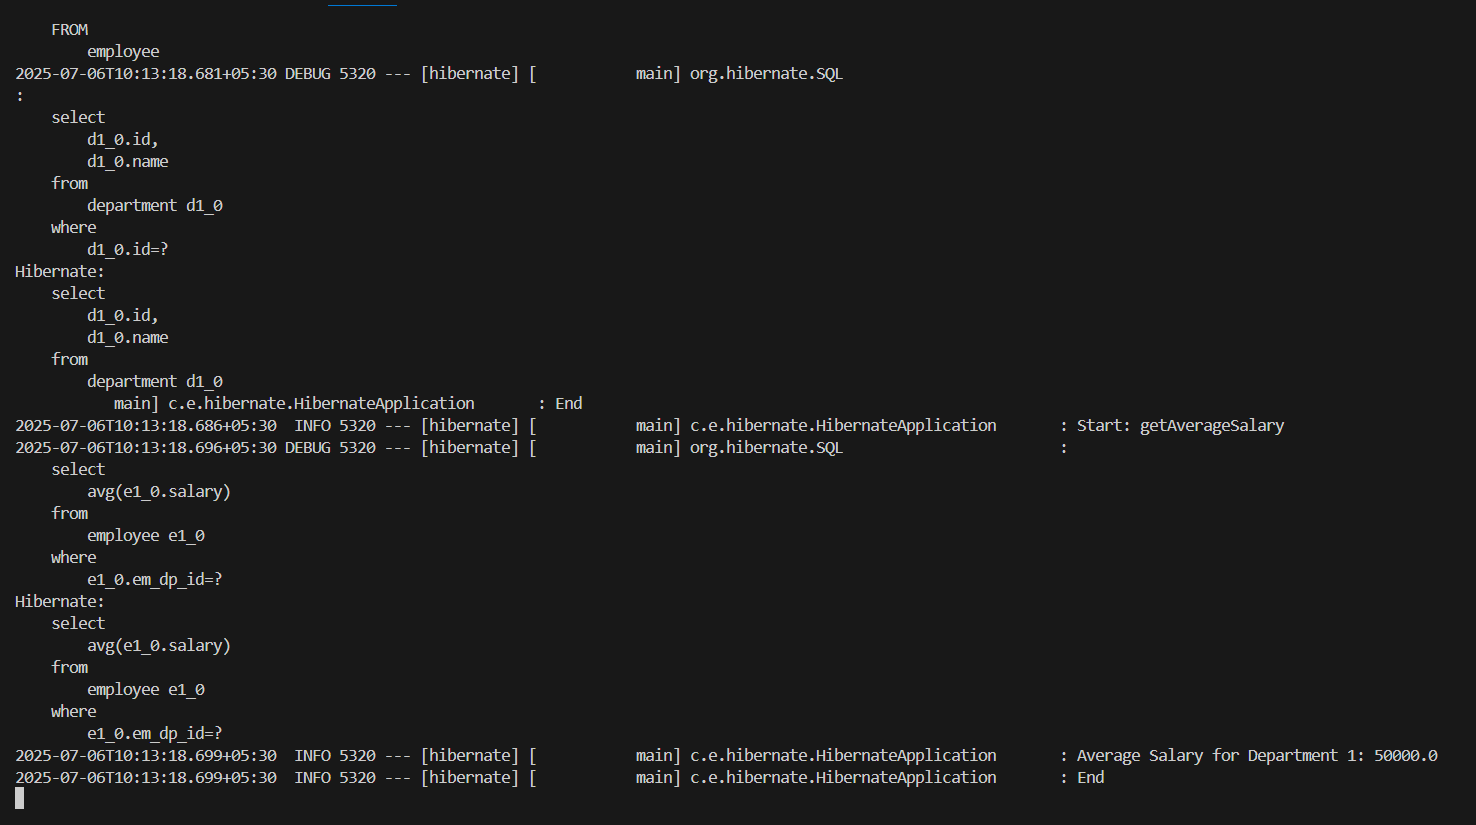 FROM
        employee
2025-07-06T10:13:18.681+05:30 DEBUG 5320 --- [hibernate] [           main] org.hibernate.SQL
:
    select
        d1_0.id,
        d1_0.name
    from
        department d1_0
    where
        d1_0.id=?
Hibernate:
    select
        d1_0.id,
        d1_0.name
    from
        department d1_0
           main] c.e.hibernate.HibernateApplication       : End
2025-07-06T10:13:18.686+05:30  INFO 5320 --- [hibernate] [           main] c.e.hibernate.HibernateApplication       : Start: getAverageSalary
2025-07-06T10:13:18.696+05:30 DEBUG 5320 --- [hibernate] [           main] org.hibernate.SQL                        :
    select
        avg(e1_0.salary)
    from
        employee e1_0
    where
        e1_0.em_dp_id=?
Hibernate:
    select
        avg(e1_0.salary)
    from
        employee e1_0
    where
        e1_0.em_dp_id=?
2025-07-06T10:13:18.699+05:30  INFO 5320 --- [hibernate] [           main] c.e.hibernate.HibernateApplication       : Average Salary for Department 1: 50000.0
2025-07-06T10:13:18.699+05:30  INFO 5320 --- [hibernate] [           main] c.e.hibernate.HibernateApplication       : End